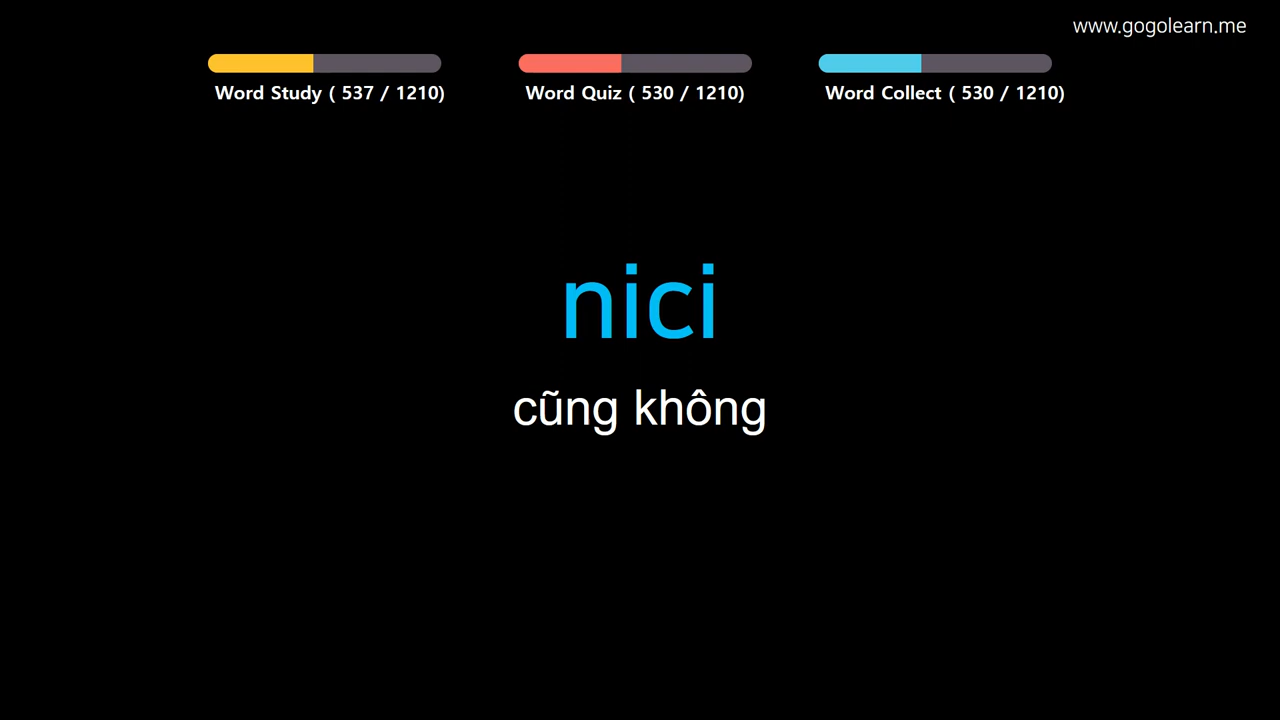 www.gogolearn.me
Word Study ( 537 / 1210)
Word Quiz ( 530 / 1210)
Word Collect ( 530 / 1210)
nici
cũng không